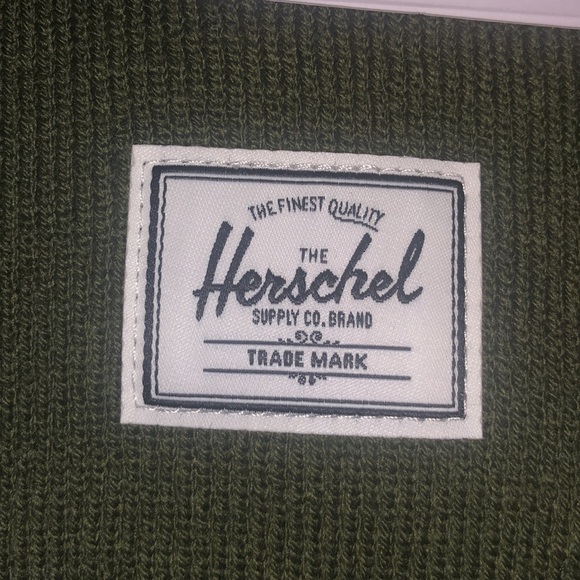 THE FINEST QUALITY
THE
Herschel
SUPPLY CO. BRAND
TRADE MARK